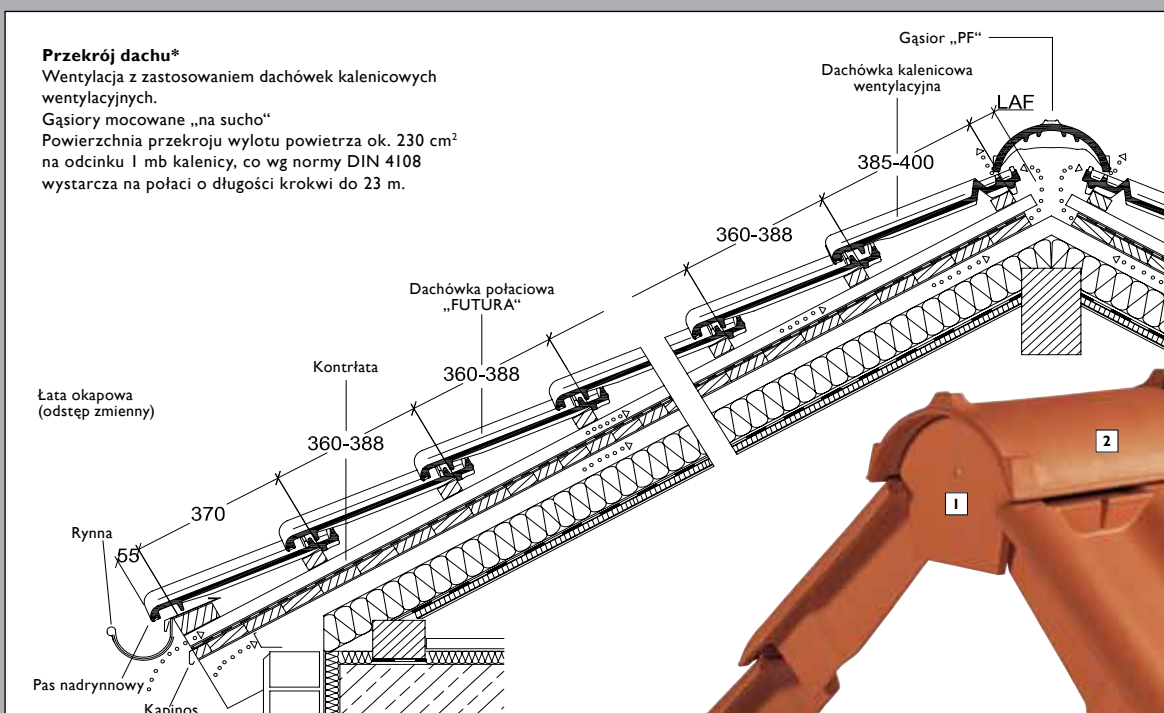 Przekrój dachu*
Wentylacja z zastosowaniem dachówek kalenicowych
wentylacyjnych.
Gąsiory mocowane „na sucho“
Powierzchnia przekroju wylotu powietrza ok. 230 cm²
na odcinku 1 mb kalenicy, co wg normy DIN 4108
wystarcza na połaci o długości krokwi do 23 m.
Gąsior „PF“
Dachówka kalenicowa
wentylacyjna
LAF
385-400
360-388
Dachówka połaciowa
„FUTURA“
360-388
Kontrłata
Łata okapowa
(odstęp zmienny)
360-388
370
Rynna
55
Pas nadrynnowy
Kapinos
1
2